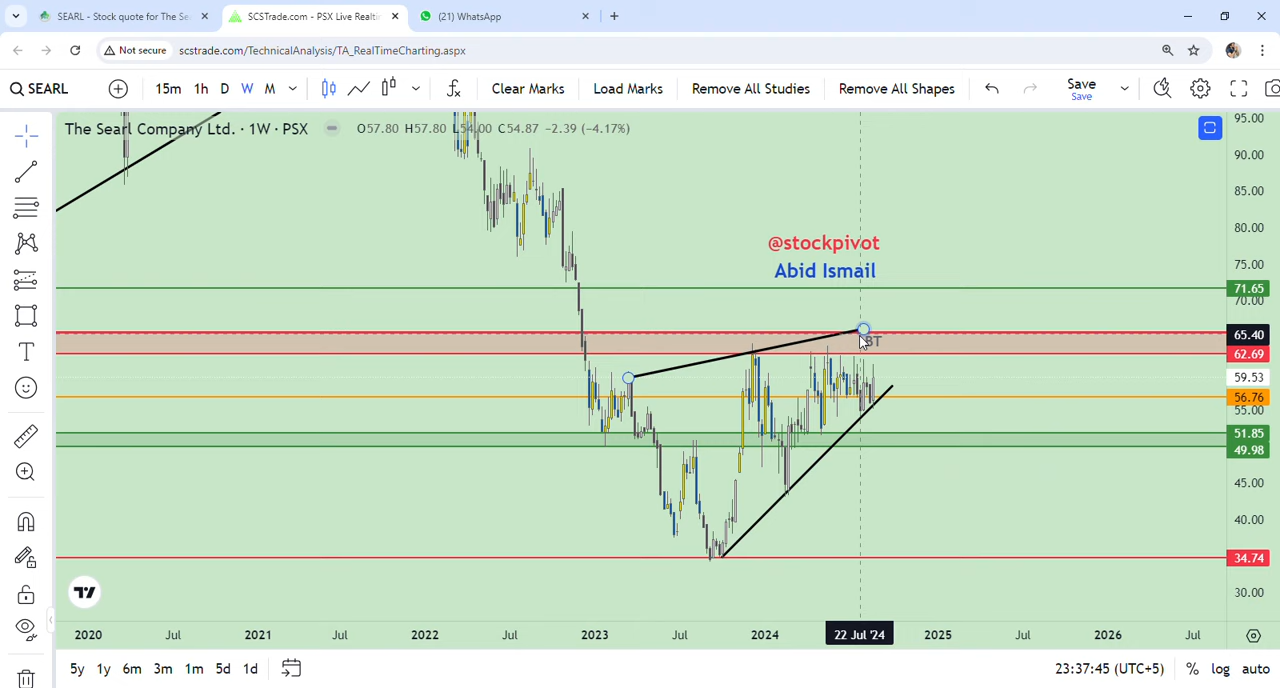 SEARL - Stock quote for The Se
SCSTrade.com - PSX Live Realti
(21) WhatsApp
Not secure
scstrade.com/TechnicalAnalysis/TA_RealTimeCharting.aspx
SEARL
15m 1h D W M
Clear Marks
Load Marks
Remove All Studies
Remove All Shapes
Save
Save
The Searl Company Ltd. · 1W · PSX
O57.80 H57.80 L54.00 C54.87 −2.39 (−4.17%)
95.00
90.00
85.00
80.00
75.00
@stockpivot
Abid Ismail
71.65
70.00
65.40
BT
62.69
59.53
56.76
55.00
51.85
49.98
45.00
40.00
34.74
30.00
2020 Jul 2021 Jul 2022 Jul 2023 Jul 2024 22 Jul '24 2025 Jul 2026 Jul
5y 1y 6m 3m 1m 5d 1d
23:37:45 (UTC+5) % log auto